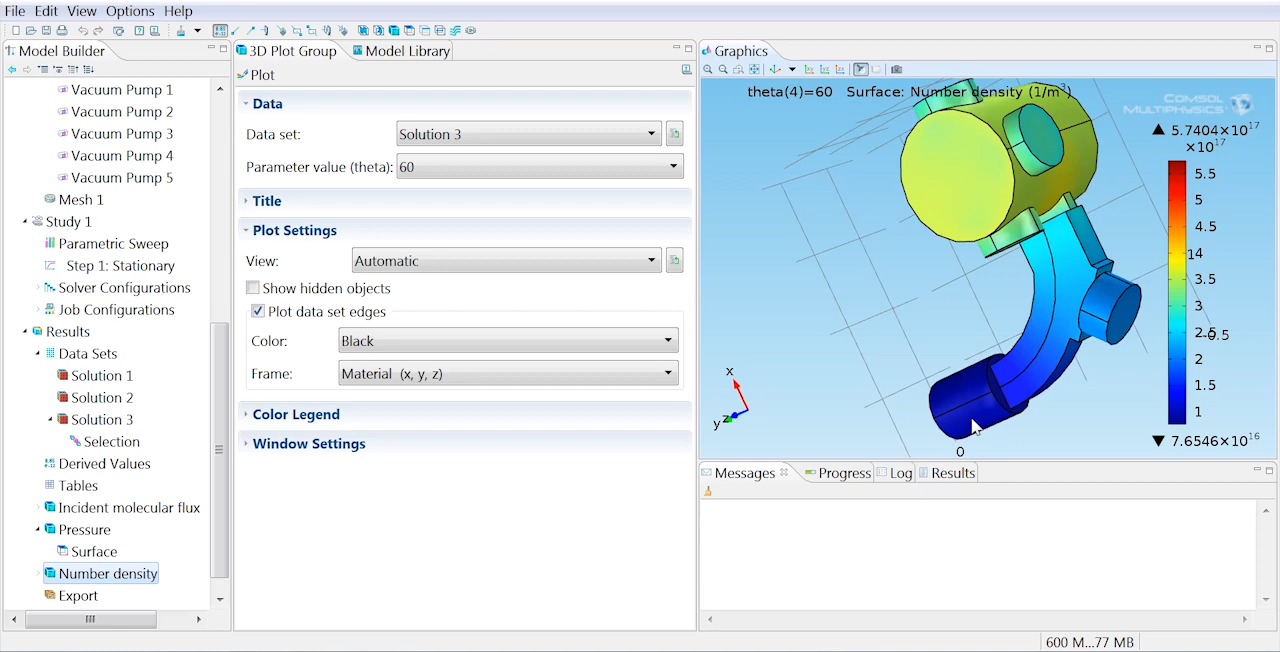 File Edit View Options Help
Model Builder
Vacuum Pump 1
Vacuum Pump 2
Vacuum Pump 3
Vacuum Pump 4
Vacuum Pump 5
Mesh 1
Study 1
Parametric Sweep
Step 1: Stationary
Solver Configurations
Job Configurations
Results
Data Sets
Solution 1
Solution 2
Solution 3
Selection
Derived Values
Tables
Incident molecular flux
Pressure
Surface
Number density
Export
3D Plot Group
Model Library
Plot
Data
Data set: Solution 3
Parameter value (theta): 60
Title
Plot Settings
View: Automatic
Show hidden objects
Plot data set edges
Color: Black
Frame: Material (x, y, z)
Color Legend
Window Settings
Graphics
theta(4)=60 Surface: Number density (1/m³)
COMSOL
MULTIPHYSICS
▲ 5.7404×10¹⁷
×10¹⁷
5.5
5
4.5
14
3.5
3
2.5 -0.5
2
1.5
1
▼ 7.6546×10¹⁶
x
y z
0
Messages Progress Log Results
600 M...77 MB